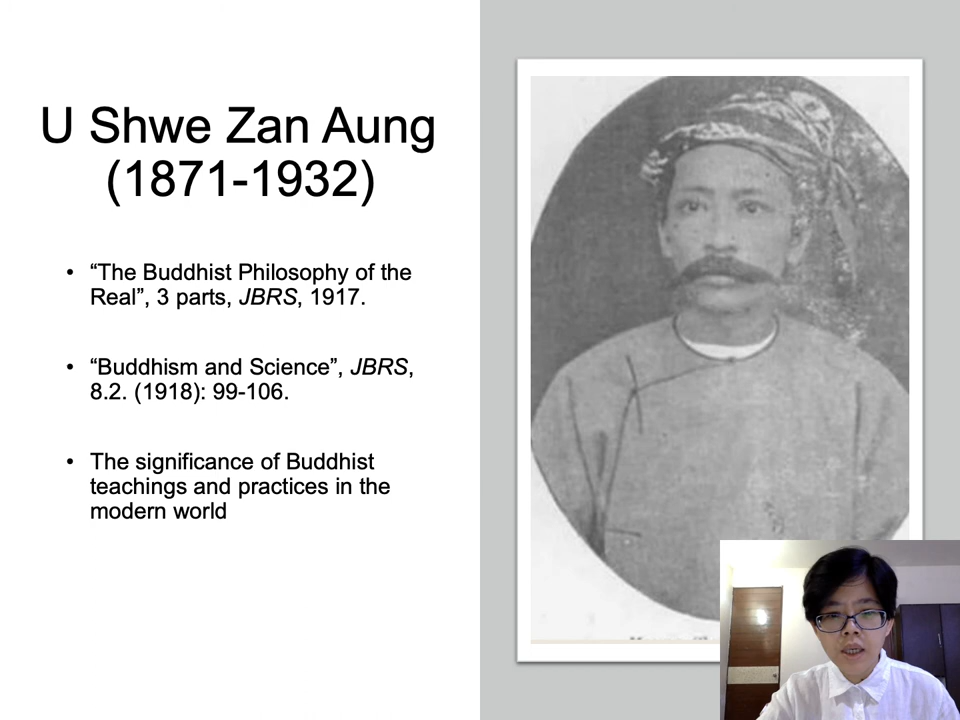 U Shwe Zan Aung
(1871-1932)
• “The Buddhist Philosophy of the
Real”, 3 parts, JBRS, 1917.
• “Buddhism and Science”, JBRS,
8.2. (1918): 99-106.
• The significance of Buddhist
teachings and practices in the
modern world